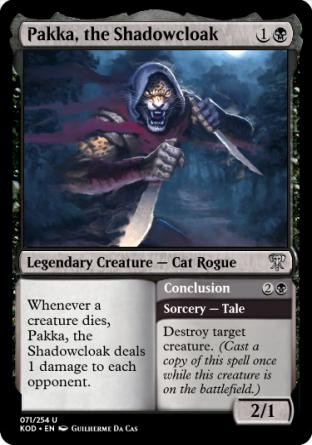 Pakka, the Shadowcloak 1
Legendary Creature — Cat Rogue
Whenever a
creature dies,
Pakka, the
Shadowcloak deals
1 damage to each
opponent.
Conclusion 2
Sorcery — Tale
Destroy target
creature. (Cast a
copy of this spell once
while this creature is
on the battlefield.)
2/1
071/254 U
KOD • EN Guilherme Da Cas